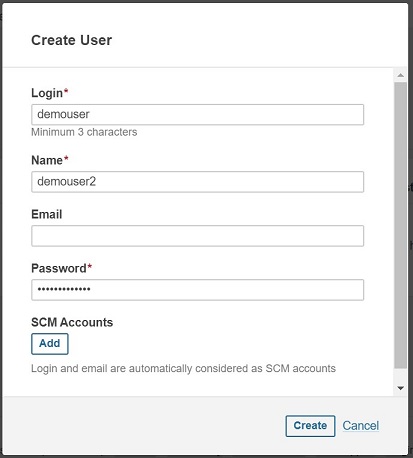 Create User
Login*
demouser
Minimum 3 characters
Name*
demouser2
Email
Password*
•••••••••••••
SCM Accounts
Add
Login and email are automatically considered as SCM accounts
Create Cancel